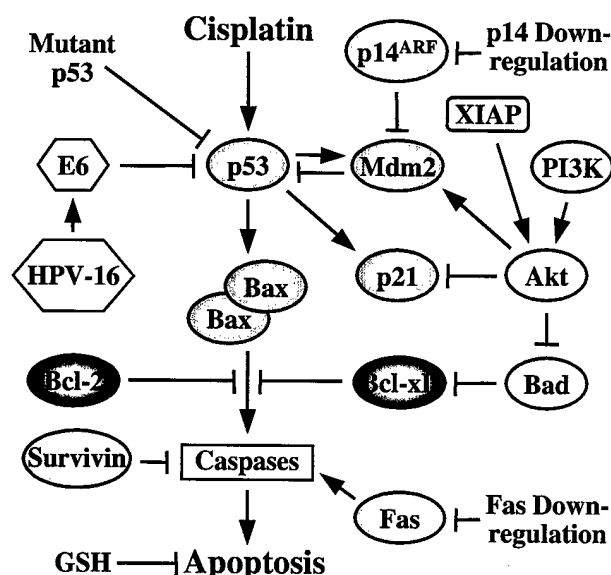 Cisplatin
Mutant
p53
p14ARF
p14 Down-
regulation
XIAP
E6
p53
Mdm2
PI3K
HPV-16
Bax
Bax
p21
Akt
Bcl-2
Bcl-xl
Bad
Survivin
Caspases
Fas
Fas Down-
regulation
GSH
Apoptosis